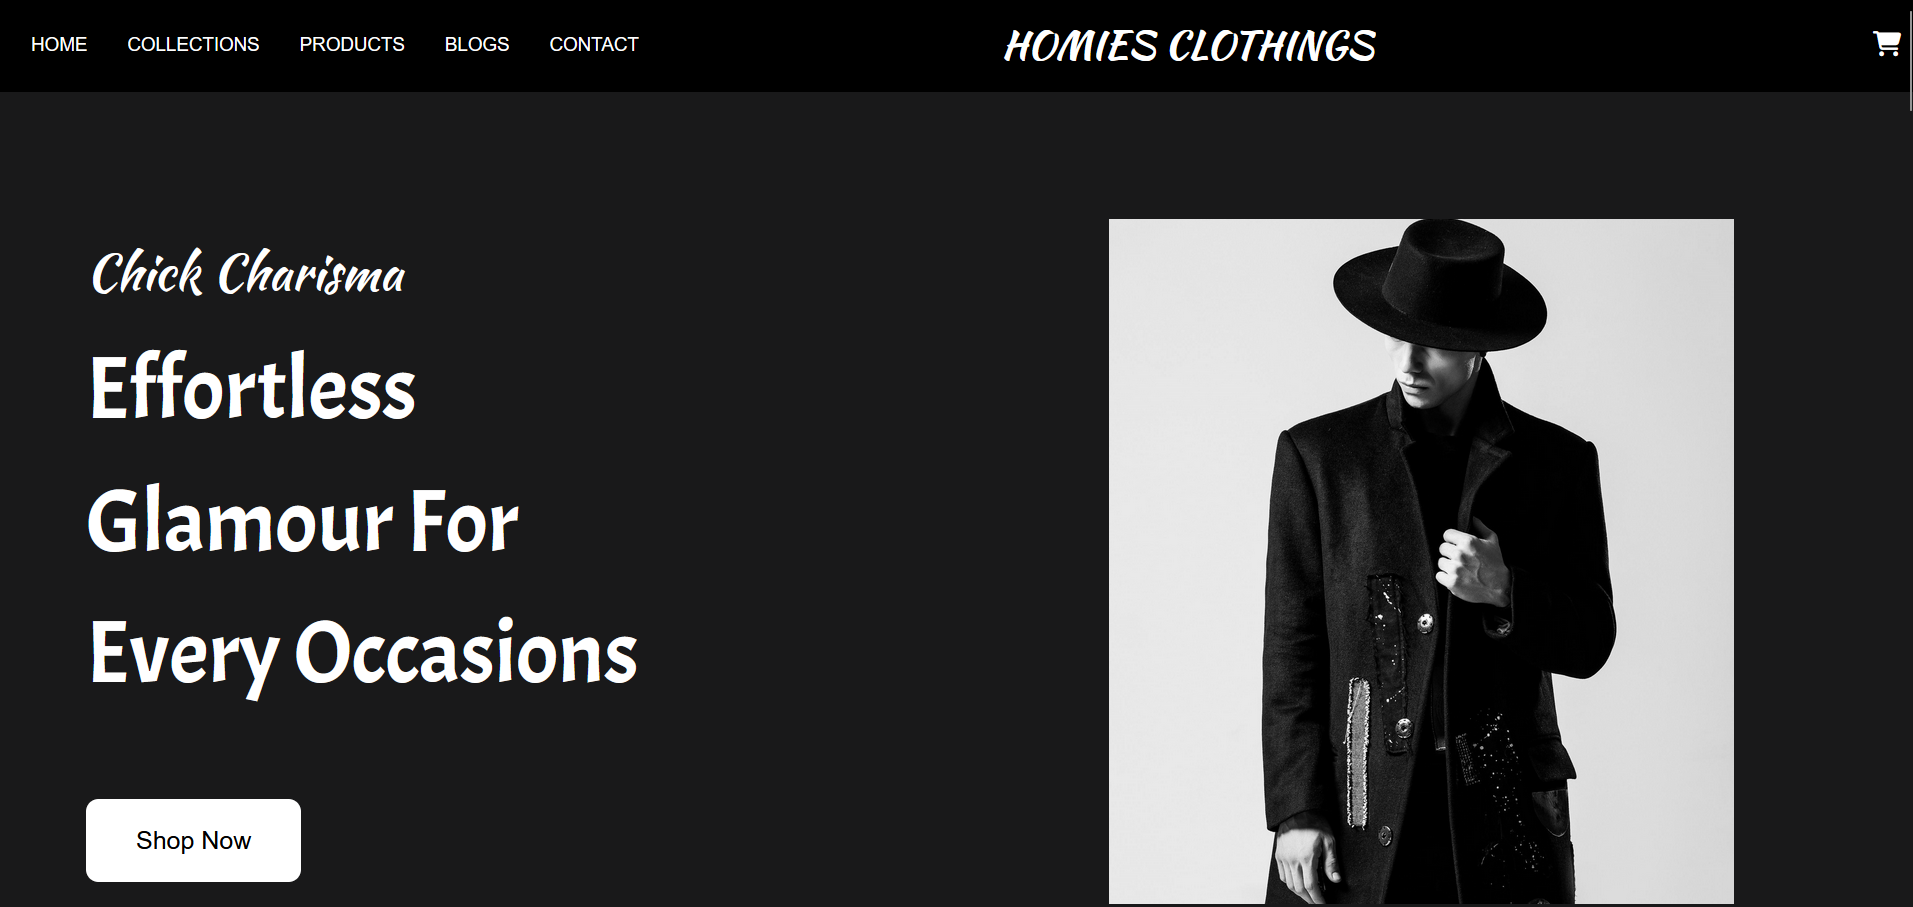 HOME COLLECTIONS PRODUCTS BLOGS CONTACT HOMIES CLOTHINGS
Chick Charisma
Effortless
Glamour For
Every Occasions
Shop Now